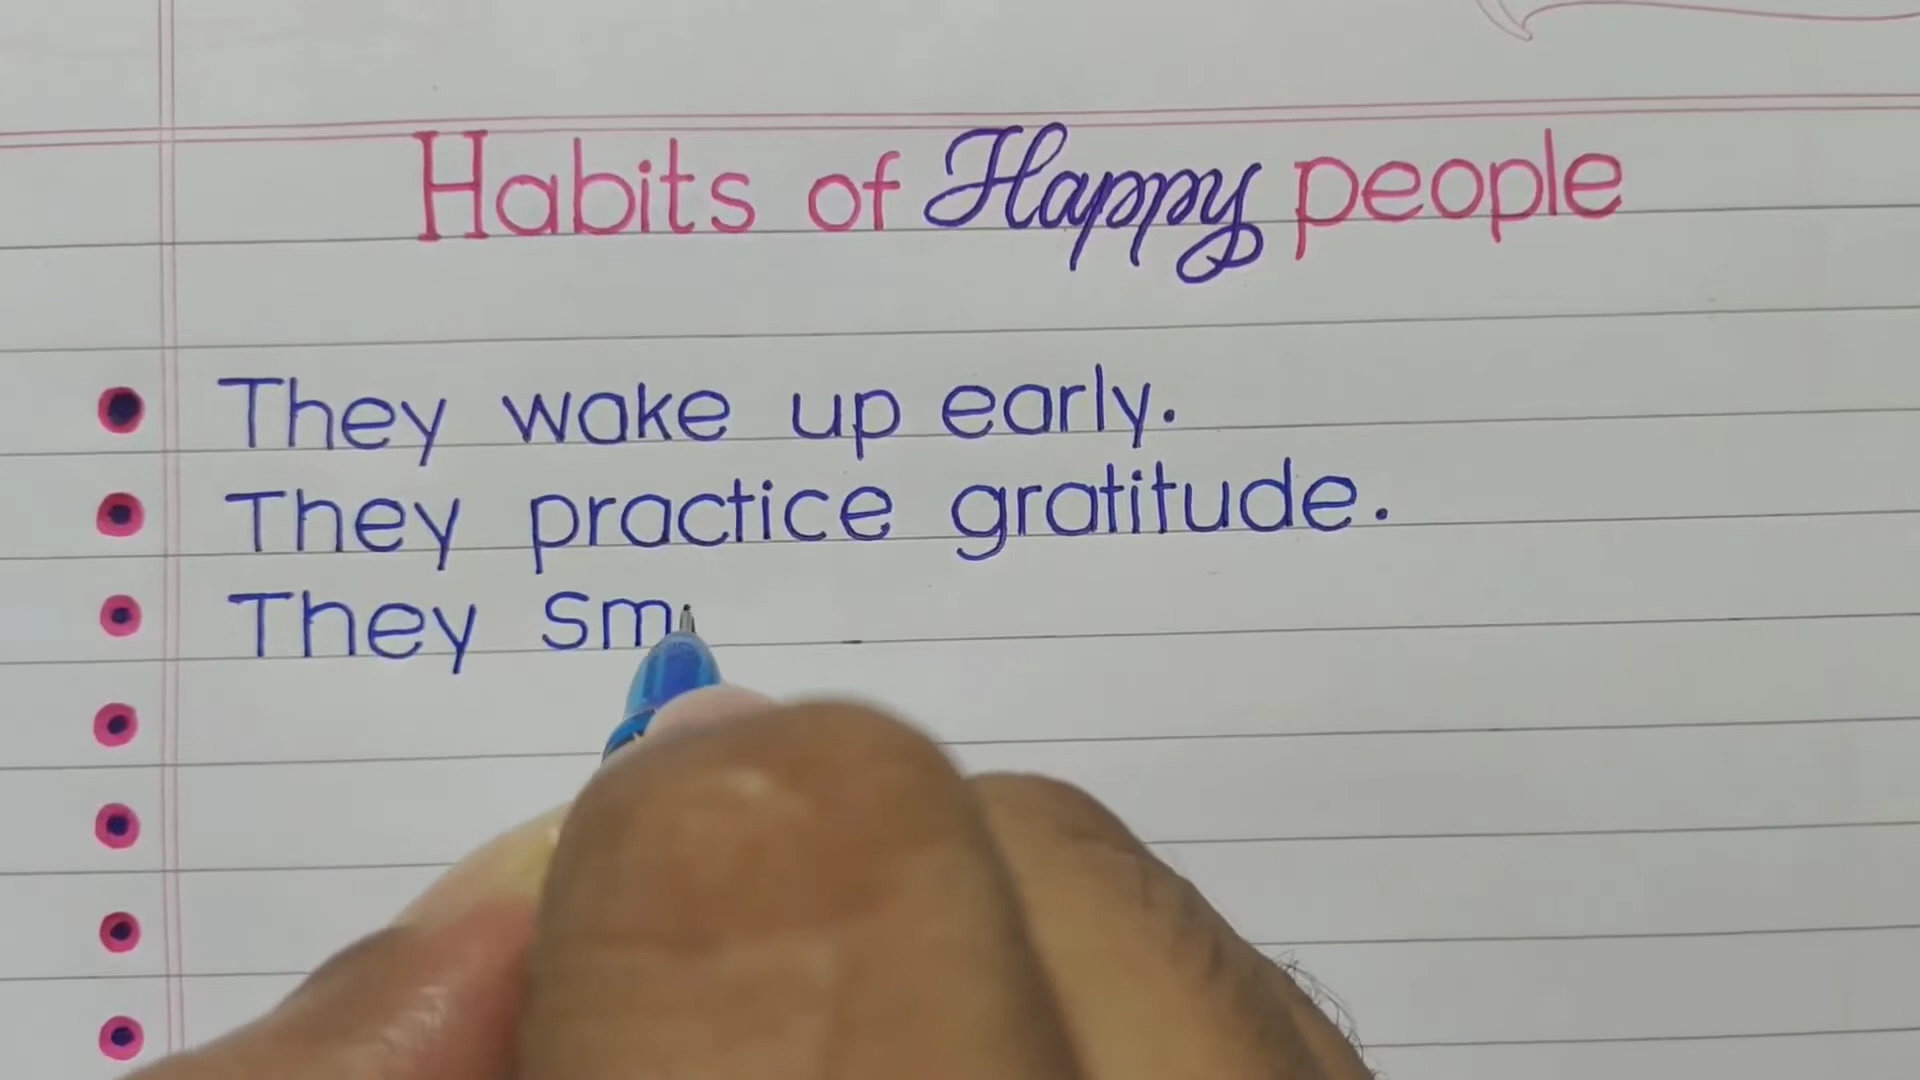 Habits of Happy people
They wake up early.
They practice gratitude.
They sm